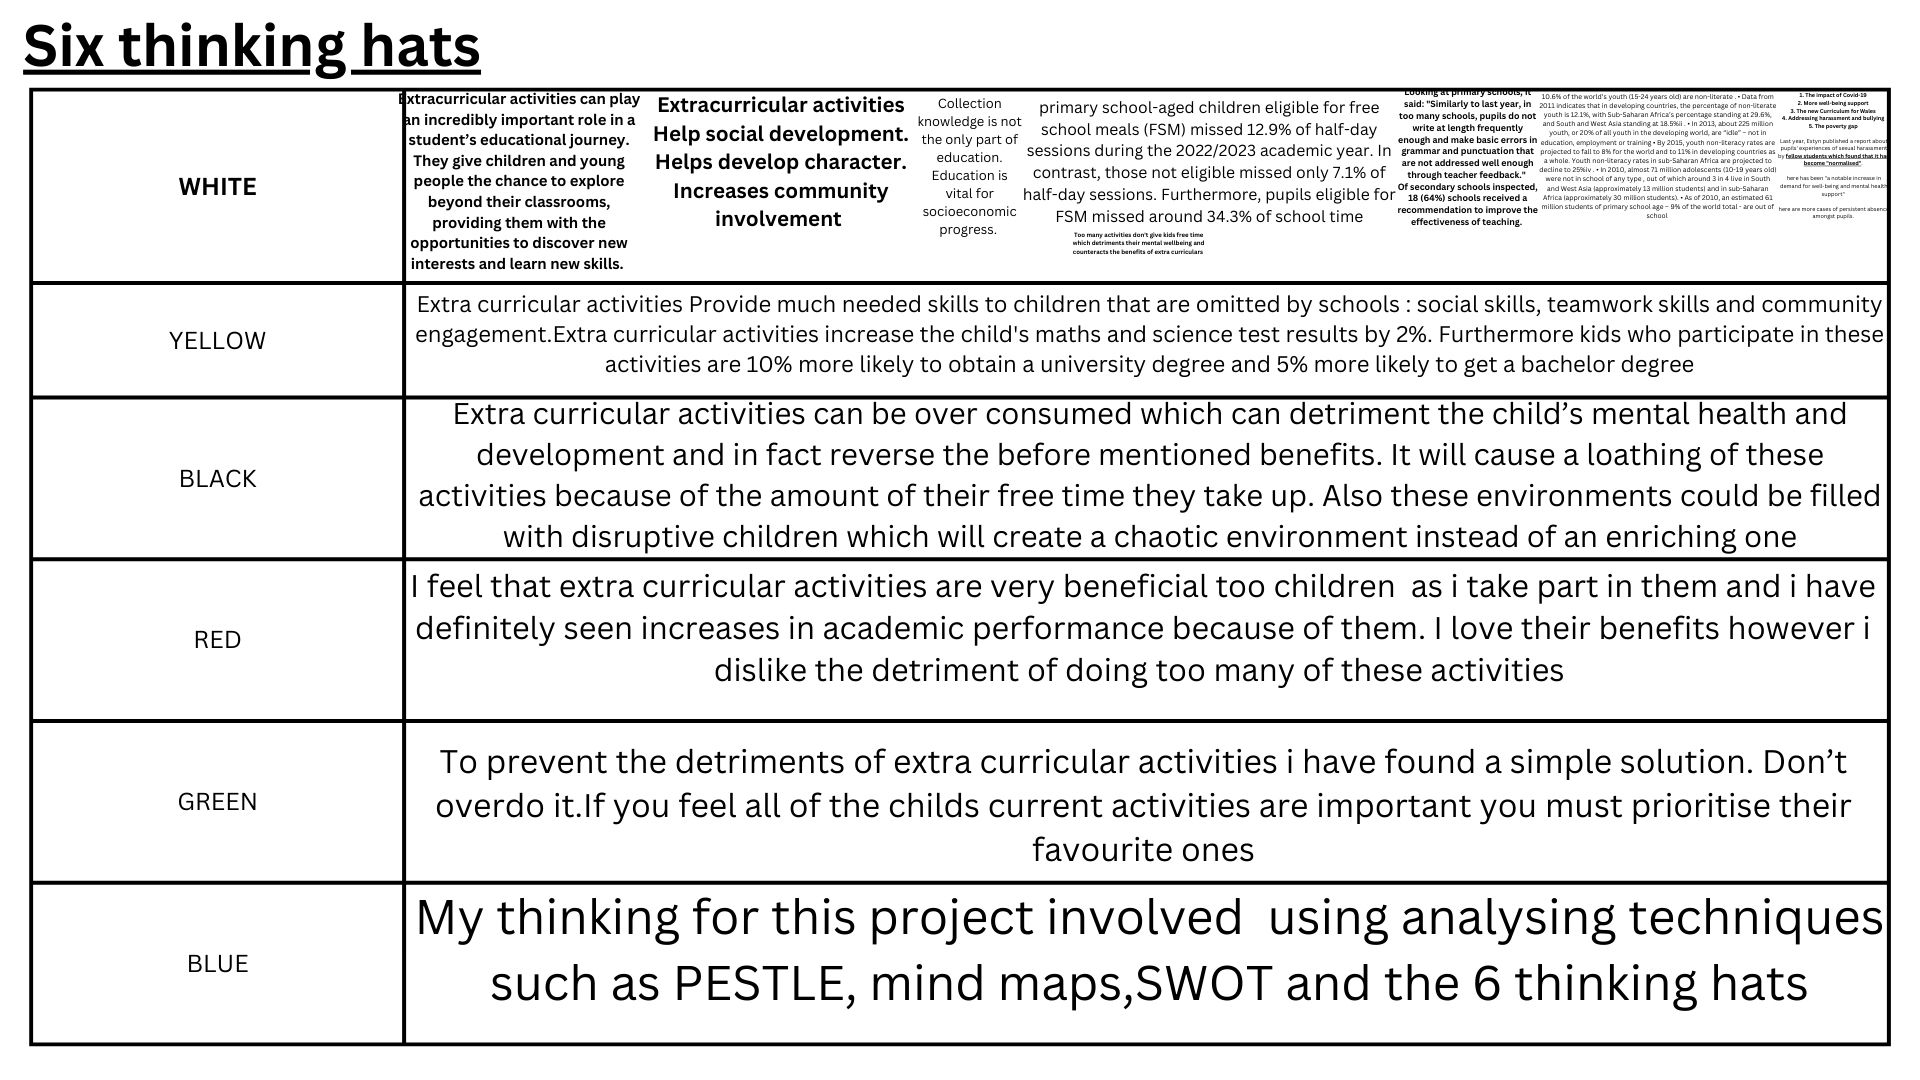 Six thinking hats
WHITE
Extracurricular activities can play
an incredibly important role in a
student’s educational journey.
They give children and young
people the chance to explore
beyond their classrooms,
providing them with the
opportunities to discover new
interests and learn new skills.
Extracurricular activities
Help social development.
Helps develop character.
Increases community
involvement
Collection
knowledge is not
the only part of
education.
Education is
vital for
socioeconomic
progress.
primary school-aged children eligible for free
school meals (FSM) missed 12.9% of half-day
sessions during the 2022/2023 academic year. In
contrast, those not eligible missed only 7.1% of
half-day sessions. Furthermore, pupils eligible for
FSM missed around 34.3% of school time
Too many activities don't give kids free time
which detriments their mental wellbeing and
counteracts the benefits of extra curriculars
Looking at primary schools, it
said: "Similarly to last year, in
too many schools, pupils do not
write at length frequently
enough and make basic errors in
grammar and punctuation that
are not addressed well enough
through teacher feedback."
Of secondary schools inspected,
18 (64%) schools received a
recommendation to improve the
effectiveness of teaching.
10.6% of the world's youth (15-24 years old) are non-literate . • Data from
2011 indicates that in developing countries, the percentage of non-literate
youth is 12.1%, with Sub-Saharan Africa's percentage standing at 29.6%,
and South and West Asia standing at 18.5%ii . • In 2013, about 225 million
youth, or 20% of all youth in the developing world, are “idle” – not in
education, employment or training • By 2015, youth non-literacy rates are
projected to fall to 8% for the world and to 11% in developing countries as
a whole. Youth non-literacy rates in sub-Saharan Africa are projected to
decline to 25%iv . • In 2010, almost 71 million adolescents (10-19 years old)
were not in school of any type , out of which around 3 in 4 live in South
and West Asia (approximately 13 million students) and in sub-Saharan
Africa (approximately 30 million students). • As of 2010, an estimated 61
million students of primary school age – 9% of the world total - are out of
school
1. The impact of Covid-19
2. More well-being support
3. The new Curriculum for Wales
4. Addressing harassment and bullying
5. The poverty gap
Last year, Estyn published a report about
pupils' experiences of sexual harassment
by fellow students which found that it has
become "normalised"
here has been "a notable increase in
demand for well-being and mental health
support"
here are more cases of persistent absence
amongst pupils.
YELLOW
Extra curricular activities Provide much needed skills to children that are omitted by schools : social skills, teamwork skills and community
engagement.Extra curricular activities increase the child's maths and science test results by 2%. Furthermore kids who participate in these
activities are 10% more likely to obtain a university degree and 5% more likely to get a bachelor degree
BLACK
Extra curricular activities can be over consumed which can detriment the child’s mental health and
development and in fact reverse the before mentioned benefits. It will cause a loathing of these
activities because of the amount of their free time they take up. Also these environments could be filled
with disruptive children which will create a chaotic environment instead of an enriching one
RED
I feel that extra curricular activities are very beneficial too children  as i take part in them and i have
definitely seen increases in academic performance because of them. I love their benefits however i
dislike the detriment of doing too many of these activities
GREEN
To prevent the detriments of extra curricular activities i have found a simple solution. Don’t
overdo it.If you feel all of the childs current activities are important you must prioritise their
favourite ones
BLUE
My thinking for this project involved  using analysing techniques
such as PESTLE, mind maps,SWOT and the 6 thinking hats